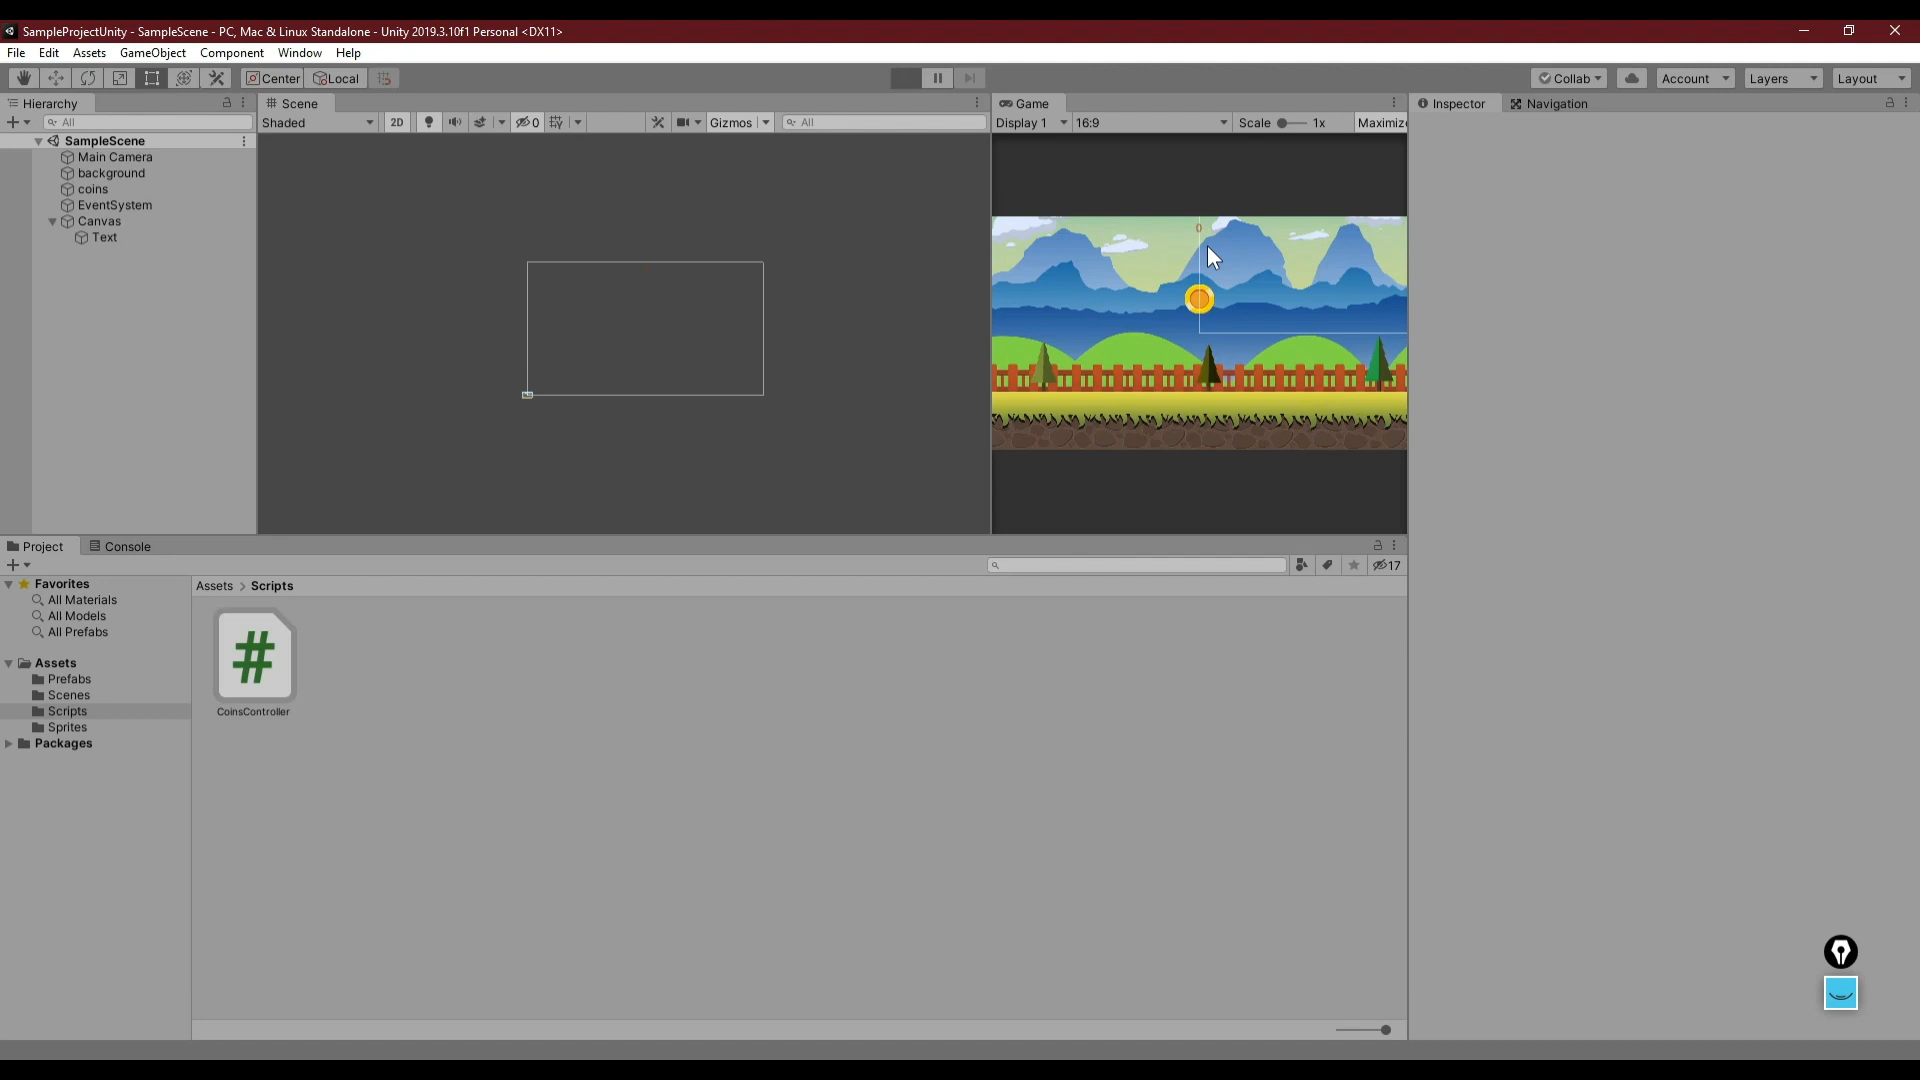 SampleProjectUnity - SampleScene - PC, Mac & Linux Standalone - Unity 2019.3.10f1 Personal <DX11>
File Edit Assets GameObject Component Window Help
Center Local Collab Account Layers Layout
Hierarchy Scene Game Inspector Navigation
All Shaded 2D 0 Gizmos All Display 1 16:9 Scale 1x Maximize
SampleScene
Main Camera
background
coins
EventSystem
Canvas
Text
0
Project Console
17
Favorites
All Materials
All Models
All Prefabs
Assets
Prefabs
Scenes
Scripts
Sprites
Packages
Assets > Scripts
#
CoinsController